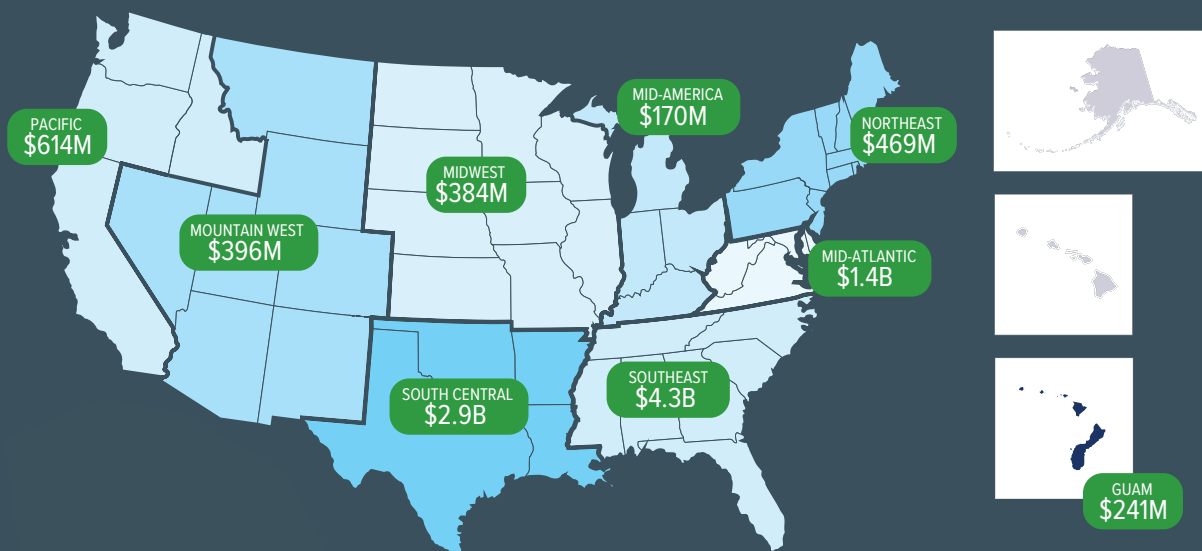 PACIFIC
$614M
MOUNTAIN WEST
$396M
MIDWEST
$384M
MID-AMERICA
$170M
NORTHEAST
$469M
MID-ATLANTIC
$1.4B
SOUTH CENTRAL
$2.9B
SOUTHEAST
$4.3B
GUAM
$241M